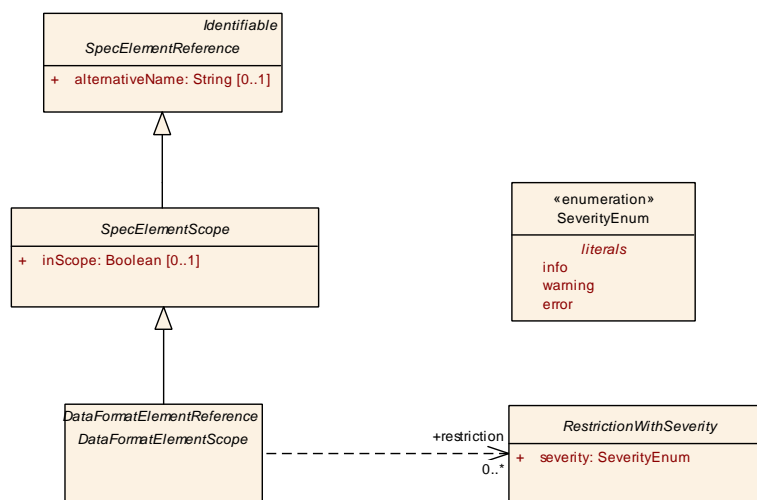 Identifiable
SpecElementReference
+ alternativeName: String [0..1]
SpecElementScope
+ inScope: Boolean [0..1]
«enumeration»
SeverityEnum
literals
info
warning
error
DataFormatElementReference
DataFormatElementScope
+restriction
0..*
RestrictionWithSeverity
+ severity: SeverityEnum